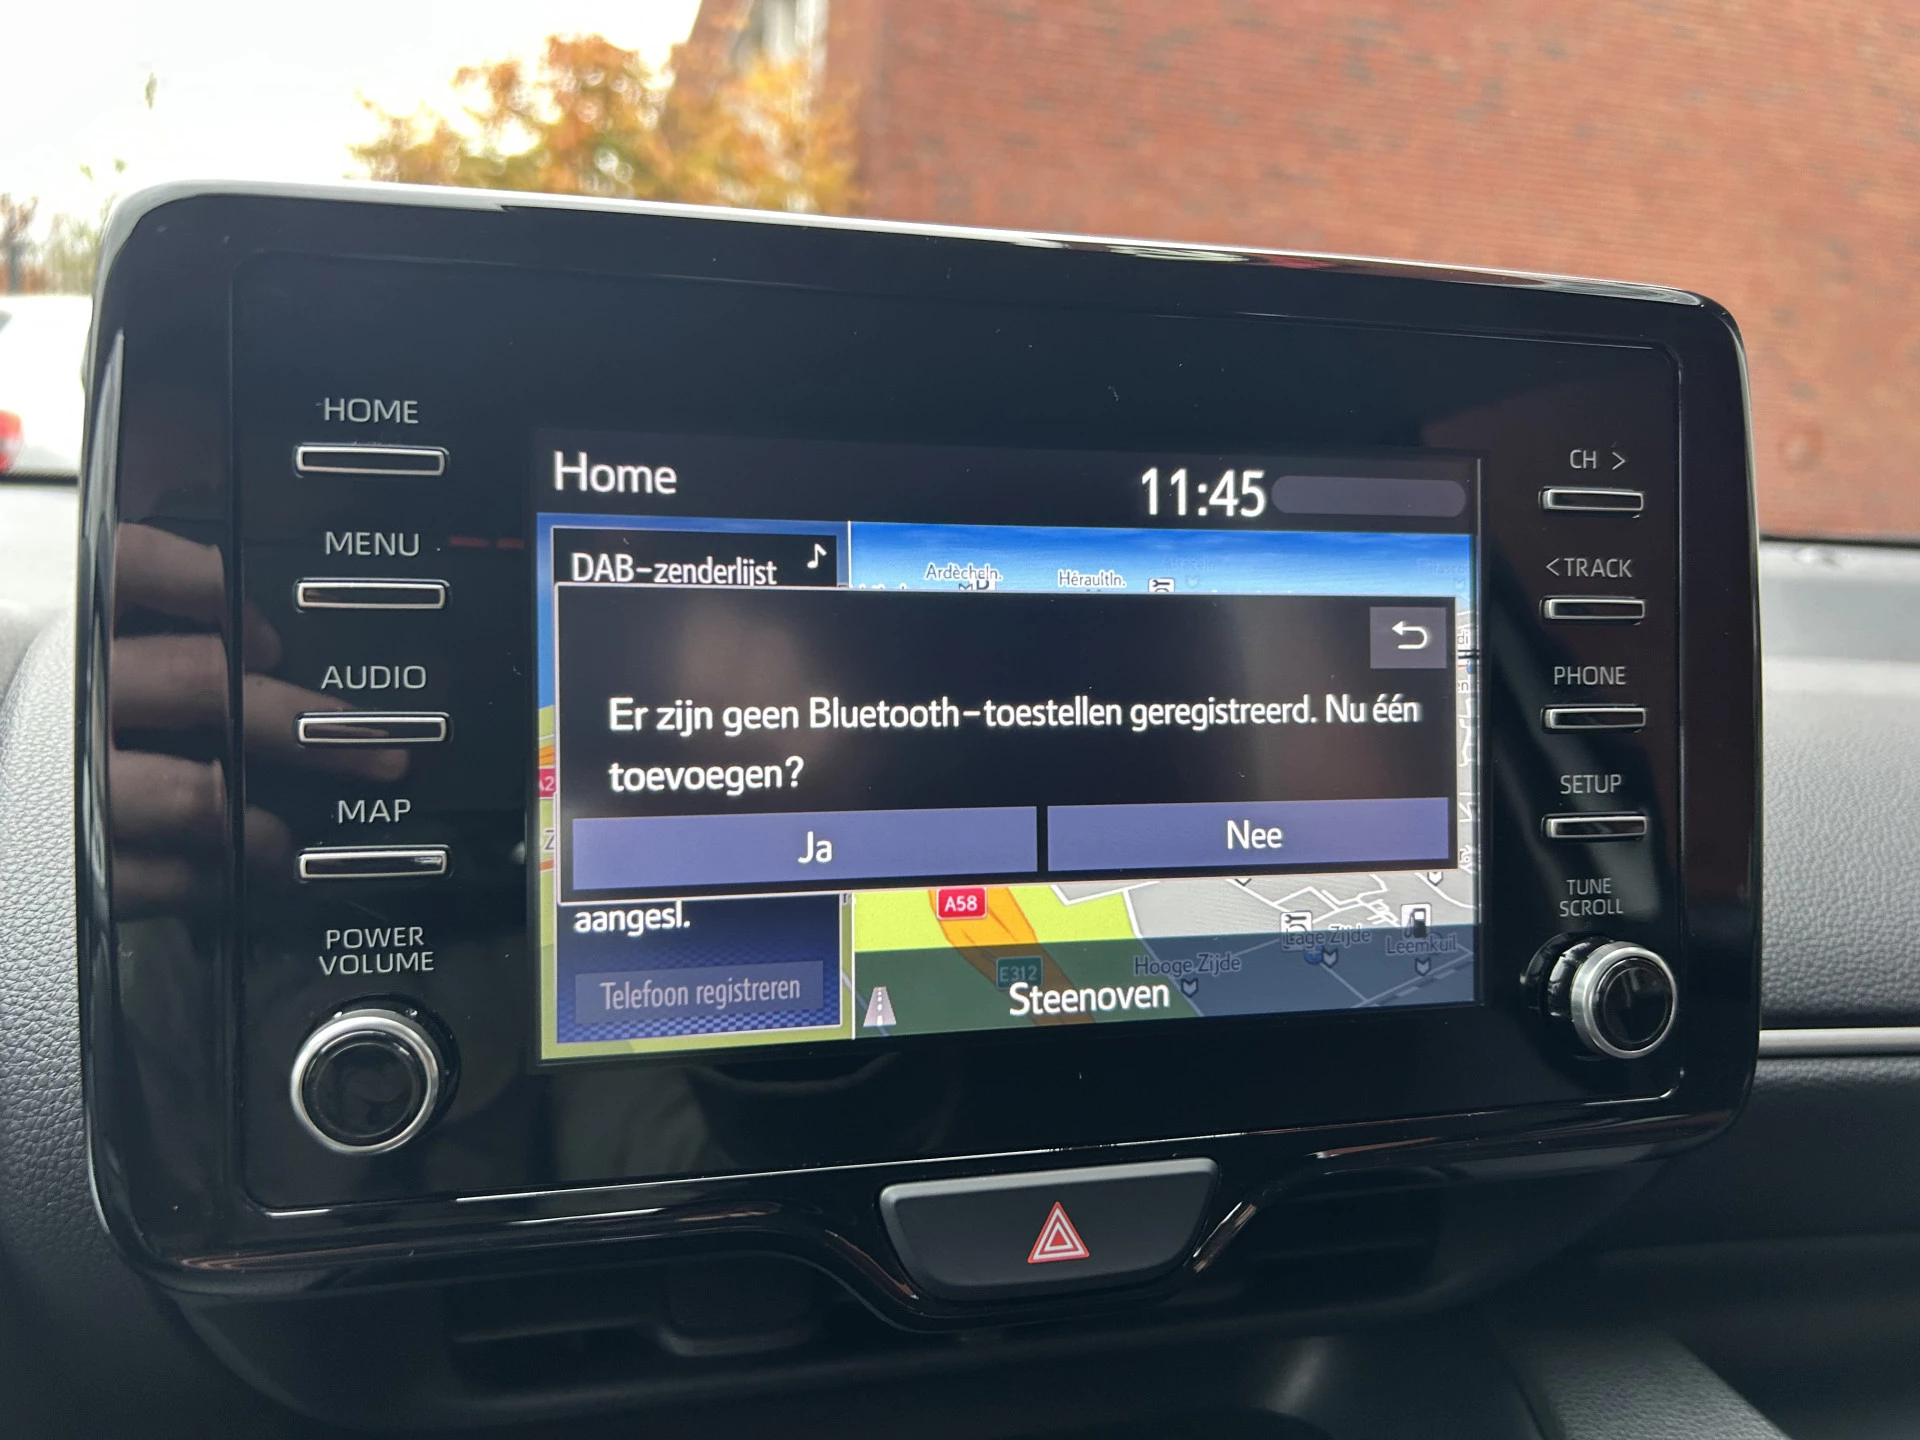 HOME
MENU
AUDIO
MAP
POWER
VOLUME
Home
11:45
DAB-zenderlijst
Ardècheln.
Héraultln.
Er zijn geen Bluetooth-toestellen geregistreerd. Nu één
toevoegen?
Ja
Nee
aangesl.
Telefoon registreren
A58
E312
Lage Zijde
Leemkuil
Hooge Zijde
Steenoven
CH >
< TRACK
PHONE
SETUP
TUNE
SCROLL